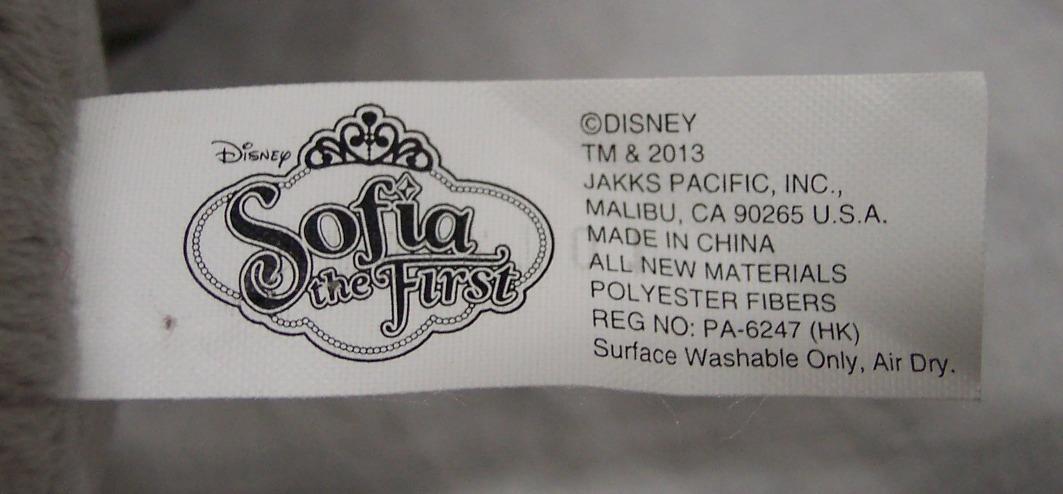 Disney
Sofia
the First
©DISNEY
TM & 2013
JAKKS PACIFIC, INC.,
MALIBU, CA 90265 U.S.A.
MADE IN CHINA
ALL NEW MATERIALS
POLYESTER FIBERS
REG NO: PA-6247 (HK)
Surface Washable Only, Air Dry.